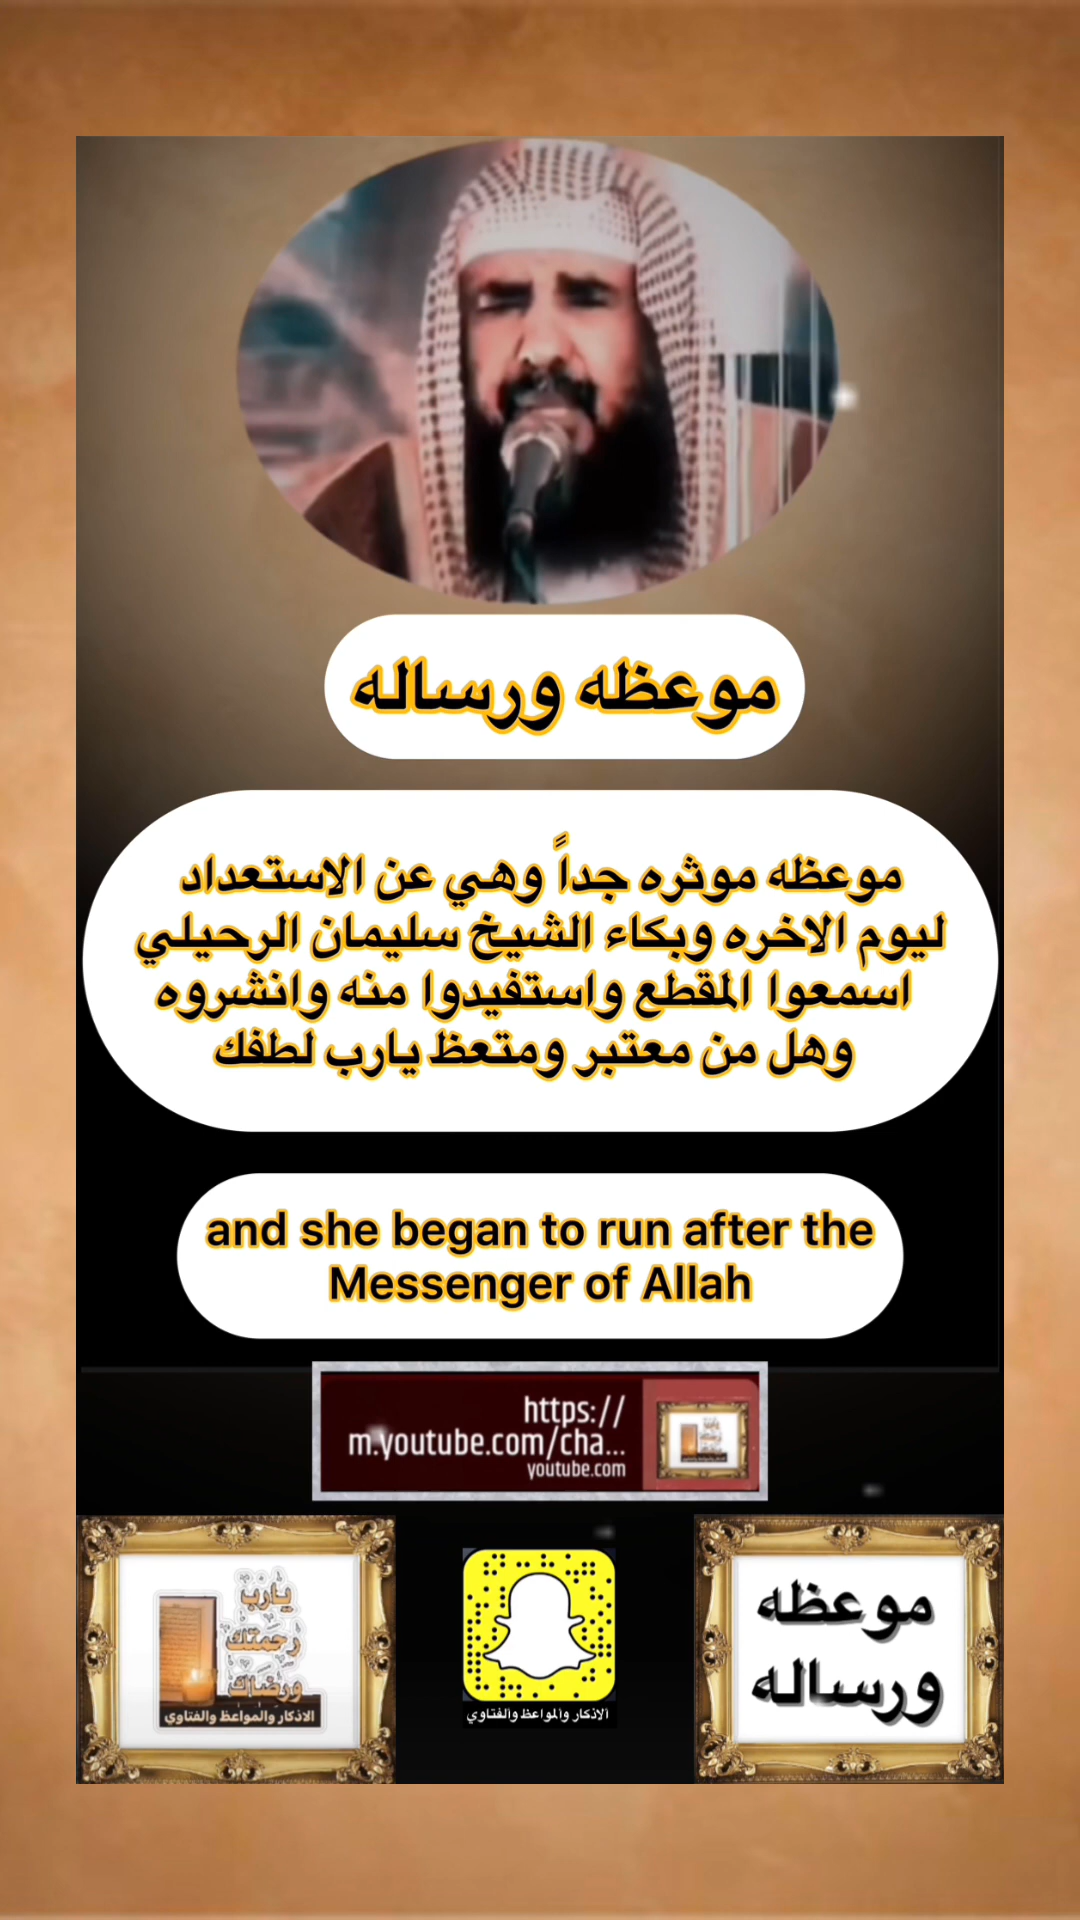 موعظه ورساله
موعظه موثره جداً وهي عن الاستعداد
ليوم الاخره وبكاء الشيخ سليمان الرحيلي
اسمعوا المقطع واستفيدوا منه وانشروه
وهل من معتبر ومتعظ يارب لطفك
and she began to run after the
Messenger of Allah
https://
m.youtube.com/cha...
youtube.com
يارب
رحمتك
ورضاك
الاذكار والمواعظ والفتاوي
الاذكار والمواعظ والفتاوي
موعظه
ورساله